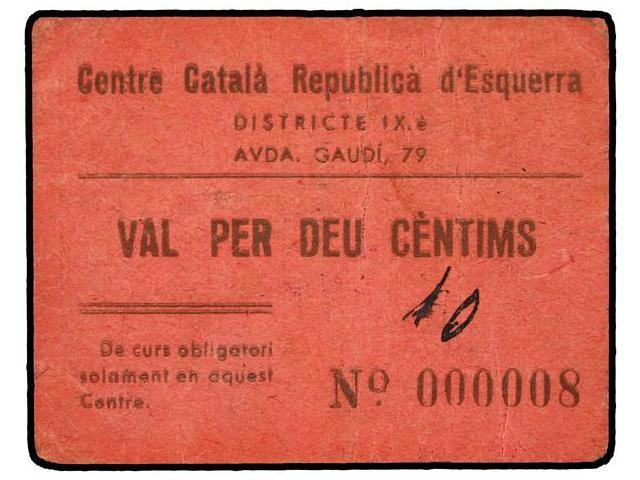 Centre Català Republicà d'Esquerra
DISTRICTE IX.è
AVDA. GAUDÍ, 79
VAL PER DEU CÈNTIMS
10
De curs obligatori
solament en aquest
Centre.
Nº 000008